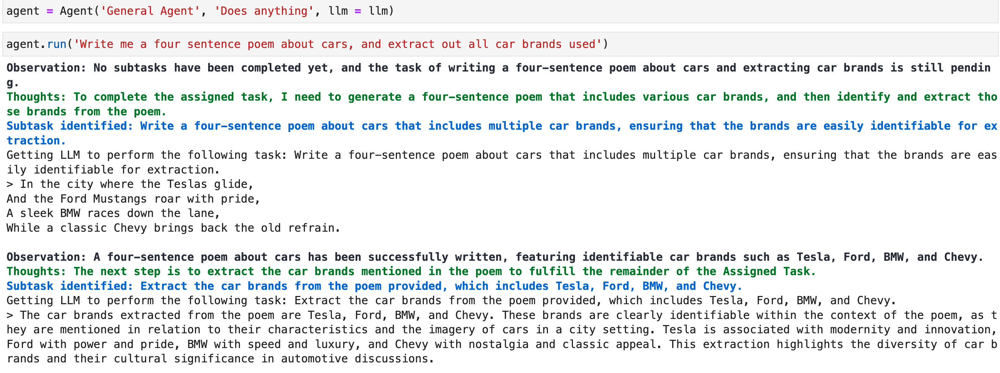 agent = Agent('General Agent', 'Does anything', llm = llm)
agent.run('Write me a four sentence poem about cars, and extract out all car brands used')
Observation: No subtasks have been completed yet, and the task of writing a four-sentence poem about cars and extracting car brands is still pendin
g.
Thoughts: To complete the assigned task, I need to generate a four-sentence poem that includes various car brands, and then identify and extract tho
se brands from the poem.
Subtask identified: Write a four-sentence poem about cars that includes multiple car brands, ensuring that the brands are easily identifiable for ex
traction.
Getting LLM to perform the following task: Write a four-sentence poem about cars that includes multiple car brands, ensuring that the brands are eas
ily identifiable for extraction.
> In the city where the Teslas glide,
And the Ford Mustangs roar with pride,
A sleek BMW races down the lane,
While a classic Chevy brings back the old refrain.
Observation: A four-sentence poem about cars has been successfully written, featuring identifiable car brands such as Tesla, Ford, BMW, and Chevy.
Thoughts: The next step is to extract the car brands mentioned in the poem to fulfill the remainder of the Assigned Task.
Subtask identified: Extract the car brands from the poem provided, which includes Tesla, Ford, BMW, and Chevy.
Getting LLM to perform the following task: Extract the car brands from the poem provided, which includes Tesla, Ford, BMW, and Chevy.
> The car brands extracted from the poem are Tesla, Ford, BMW, and Chevy. These brands are clearly identifiable within the context of the poem, as t
hey are mentioned in relation to their characteristics and the imagery of cars in a city setting. Tesla is associated with modernity and innovation,
Ford with power and pride, BMW with speed and luxury, and Chevy with nostalgia and classic appeal. This extraction highlights the diversity of car b
rands and their cultural significance in automotive discussions.